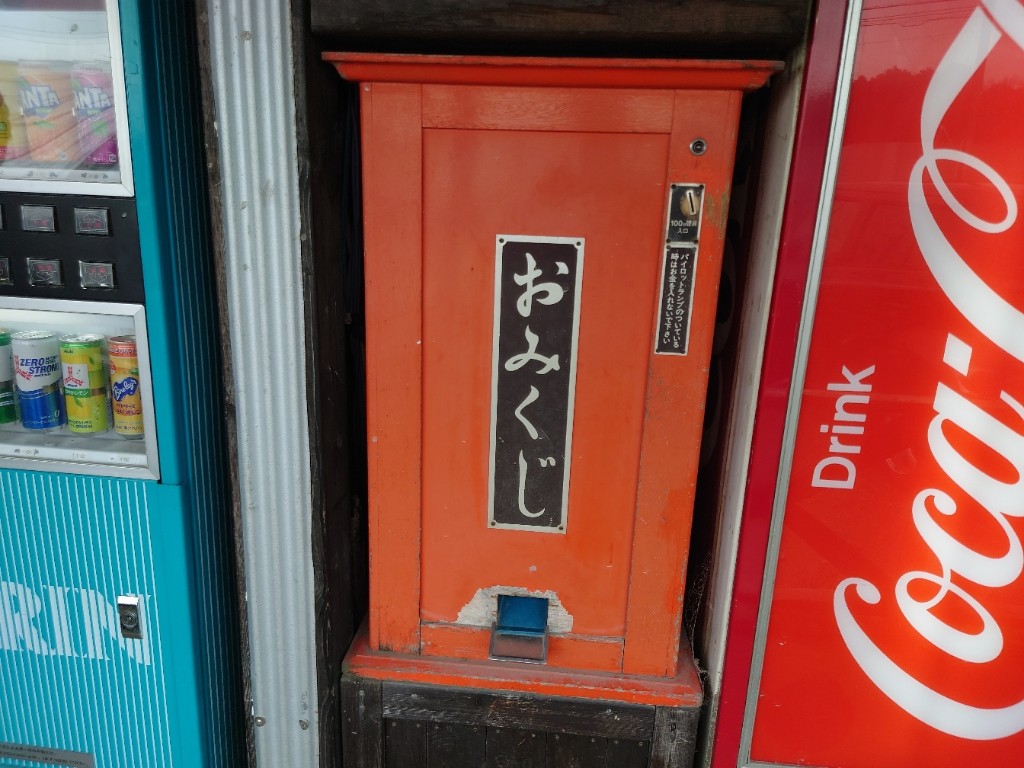 FANTA
FANTA
ZERO
STRONG
DRIN
おみくじ
100円硬貨
入口
パイロットランプのついている
時はお金を入れないで下さい
Drink
Coca-C